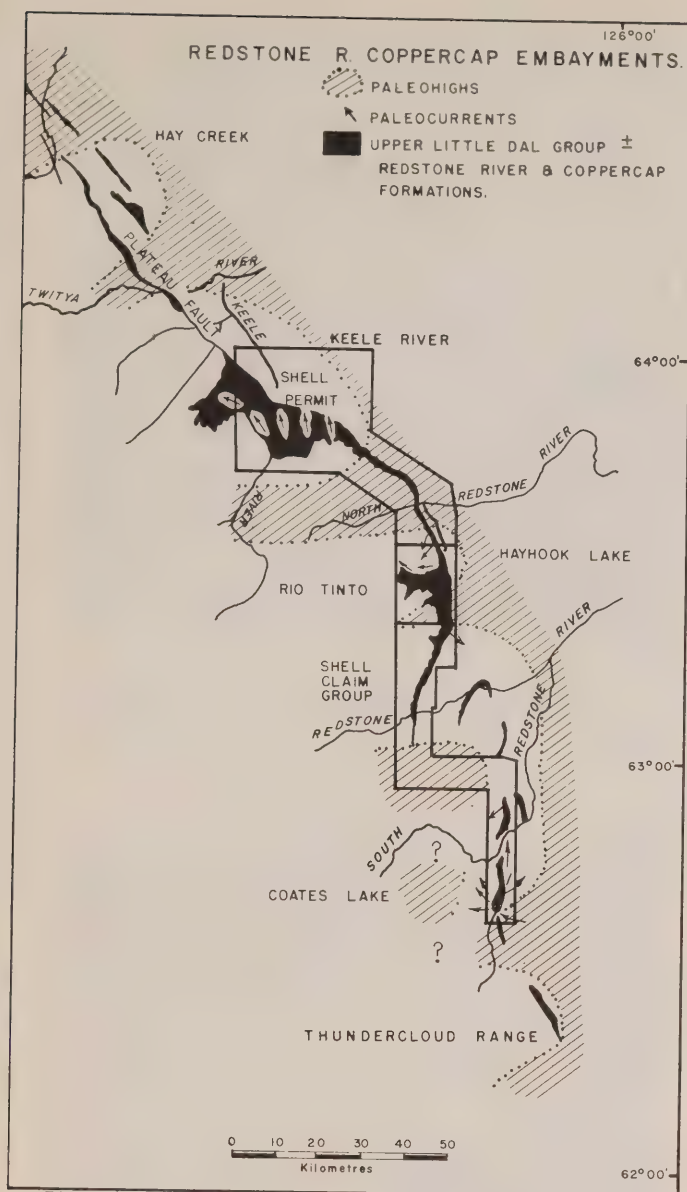 126°00'
REDSTONE R. COPPERCAP EMBAYMENTS.
PALEOHIGHS
PALEOCURRENTS
UPPER LITTLE DAL GROUP ±
REDSTONE RIVER & COPPERCAP
FORMATIONS.
HAY CREEK
PLATEAU FAULT
RIVER
TWITYA
KEELE
KEELE RIVER
64°00'
SHELL
PERMIT
RIVER
RIVER
NORTH REDSTONE
HAYHOOK LAKE
RIO TINTO
RIVER
SHELL
CLAIM
GROUP
REDSTONE
REDSTONE
63°00'
SOUTH
?
COATES LAKE
?
THUNDERCLOUD RANGE
0 10 20 30 40 50
Kilometres
62°00'